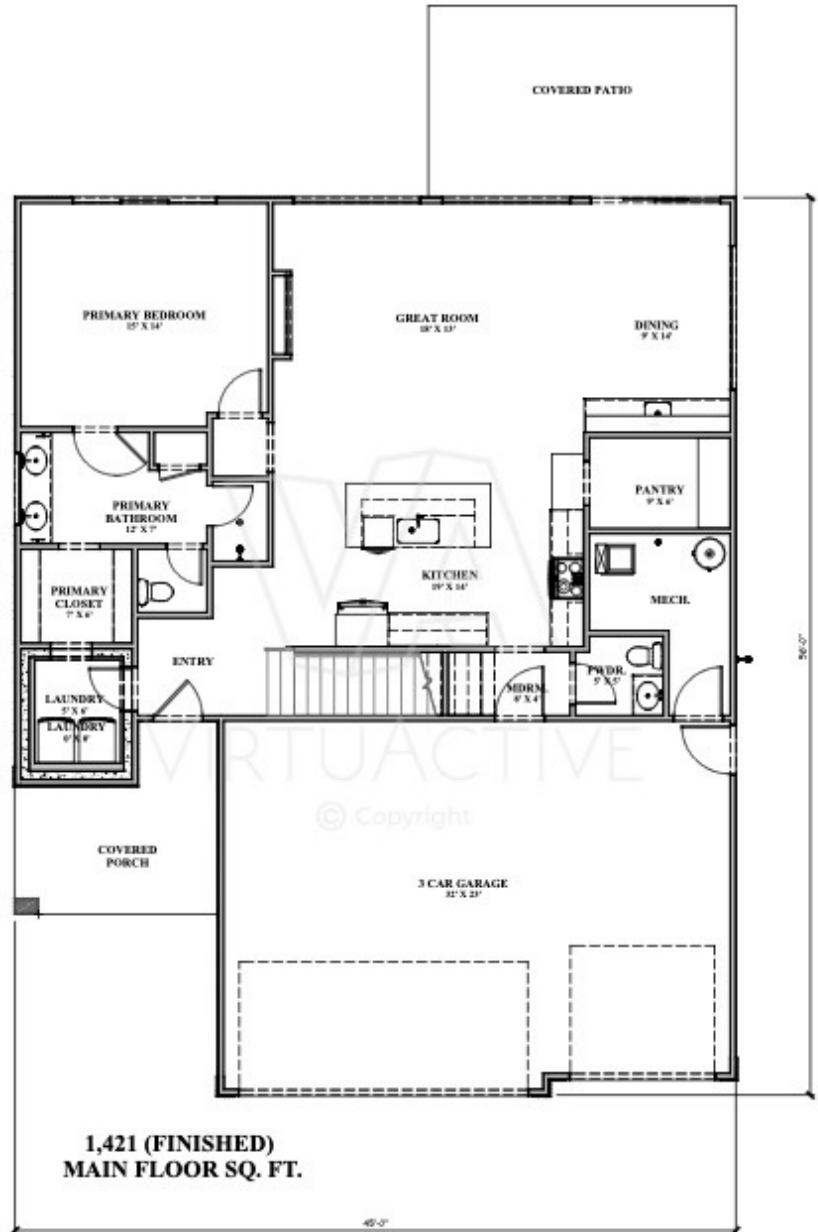 COVERED PATIO
PRIMARY BEDROOM
15' X 14'
GREAT ROOM
18' X 13'
DINING
9' X 14'
PRIMARY
BATHROOM
12' X 7'
PANTRY
9' X 6'
KITCHEN
19' X 14'
MECH.
PRIMARY
CLOSET
7' X 6'
ENTRY
PWDR.
5' X 5'
MDRM.
6' X 4'
LAUNDRY
5' X 6'
LAUNDRY
0' X 0'
VIRTUACTIVE
© Copyright
COVERED
PORCH
3 CAR GARAGE
32' X 23'
56'-0"
1,421 (FINISHED)
MAIN FLOOR SQ. FT.
45'-0"